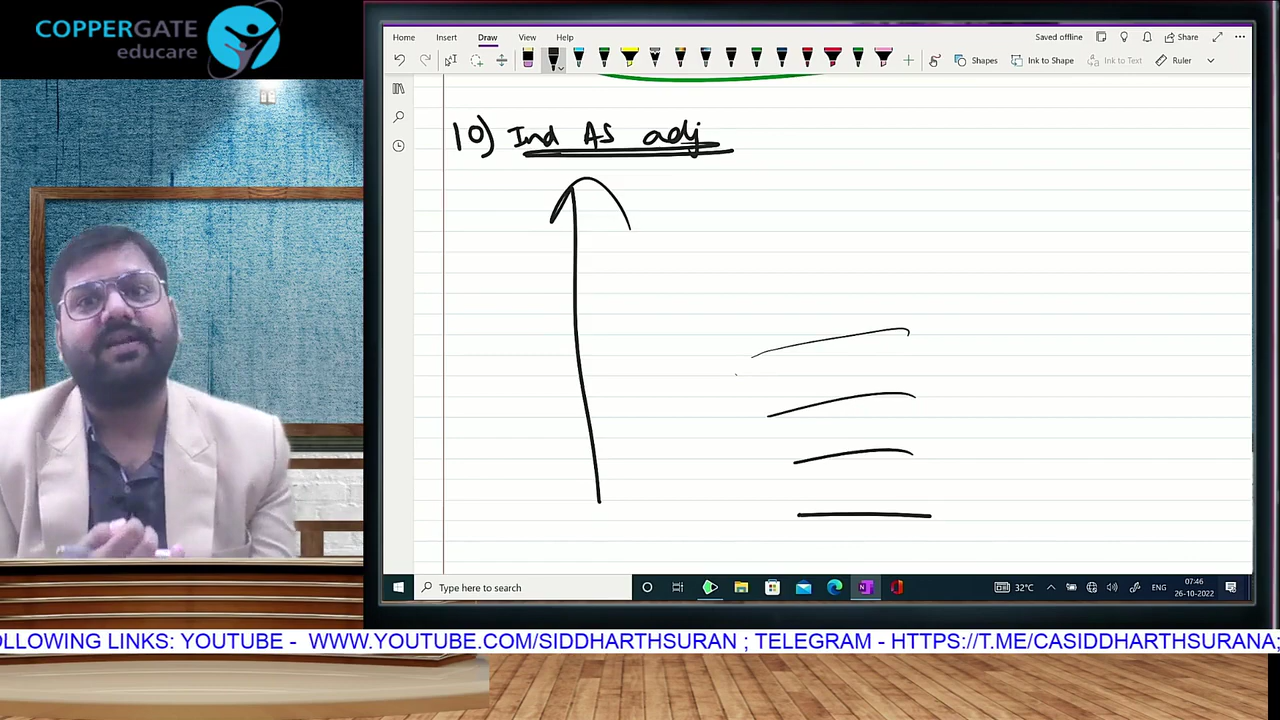 COPPERGATE
educare
Home Insert Draw View Help
Saved offline
Share
Shapes
Ink to Shape
Ink to Text
Ruler
10) Ind AS adj
Type here to search
32°C
ENG
07:46
26-10-2022
OLLOWING LINKS: YOUTUBE - WWW.YOUTUBE.COM/SIDDHARTHSURAN ; TELEGRAM - HTTPS://T.ME/CASIDDHARTHSURANA;